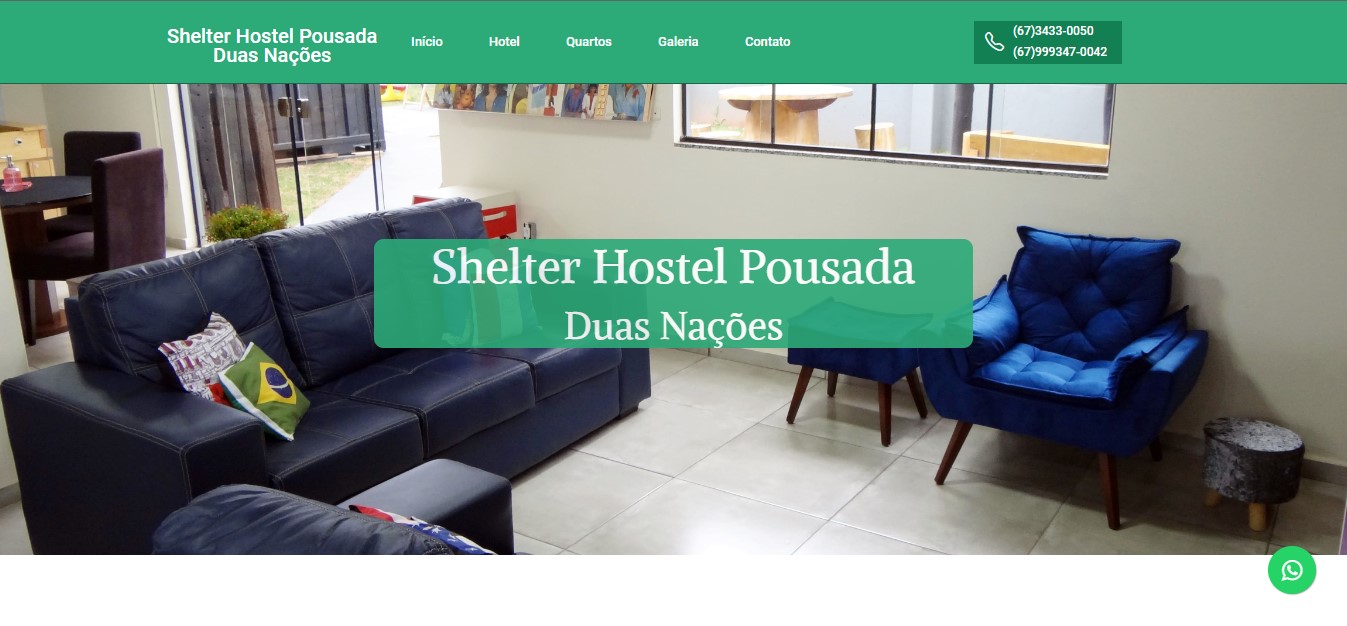 Shelter Hostel Pousada
Duas Nações
Início
Hotel
Quartos
Galeria
Contato
(67)3433-0050
(67)999347-0042
Shelter Hostel Pousada
Duas Nações